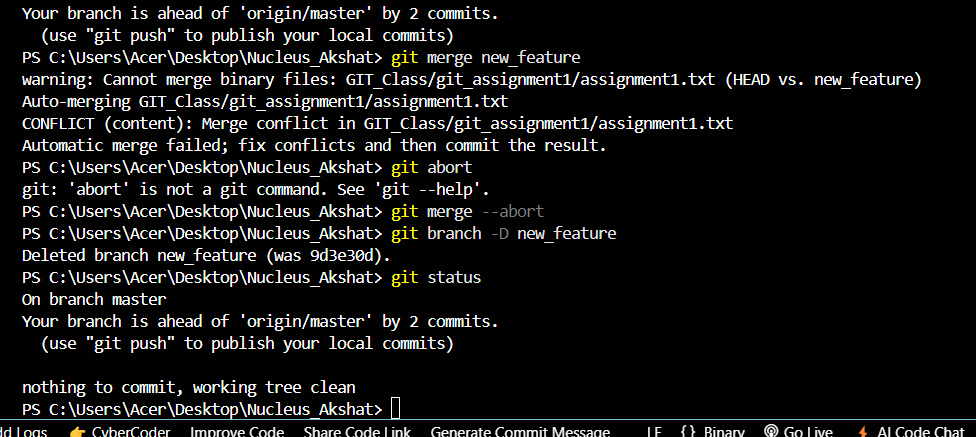 Your branch is ahead of 'origin/master' by 2 commits.
(use "git push" to publish your local commits)
PS C:\Users\Acer\Desktop\Nucleus_Akshat> git merge new_feature
warning: Cannot merge binary files: GIT_Class/git_assignment1/assignment1.txt (HEAD vs. new_feature)
Auto-merging GIT_Class/git_assignment1/assignment1.txt
CONFLICT (content): Merge conflict in GIT_Class/git_assignment1/assignment1.txt
Automatic merge failed; fix conflicts and then commit the result.
PS C:\Users\Acer\Desktop\Nucleus_Akshat> git abort
git: 'abort' is not a git command. See 'git --help'.
PS C:\Users\Acer\Desktop\Nucleus_Akshat> git merge --abort
PS C:\Users\Acer\Desktop\Nucleus_Akshat> git branch -D new_feature
Deleted branch new_feature (was 9d3e30d).
PS C:\Users\Acer\Desktop\Nucleus_Akshat> git status
On branch master
Your branch is ahead of 'origin/master' by 2 commits.
(use "git push" to publish your local commits)
nothing to commit, working tree clean
PS C:\Users\Acer\Desktop\Nucleus_Akshat>
dd Logs CyberCoder Improve Code Share Code Link Generate Commit Message LF {} Binary Go Live AI Code Chat